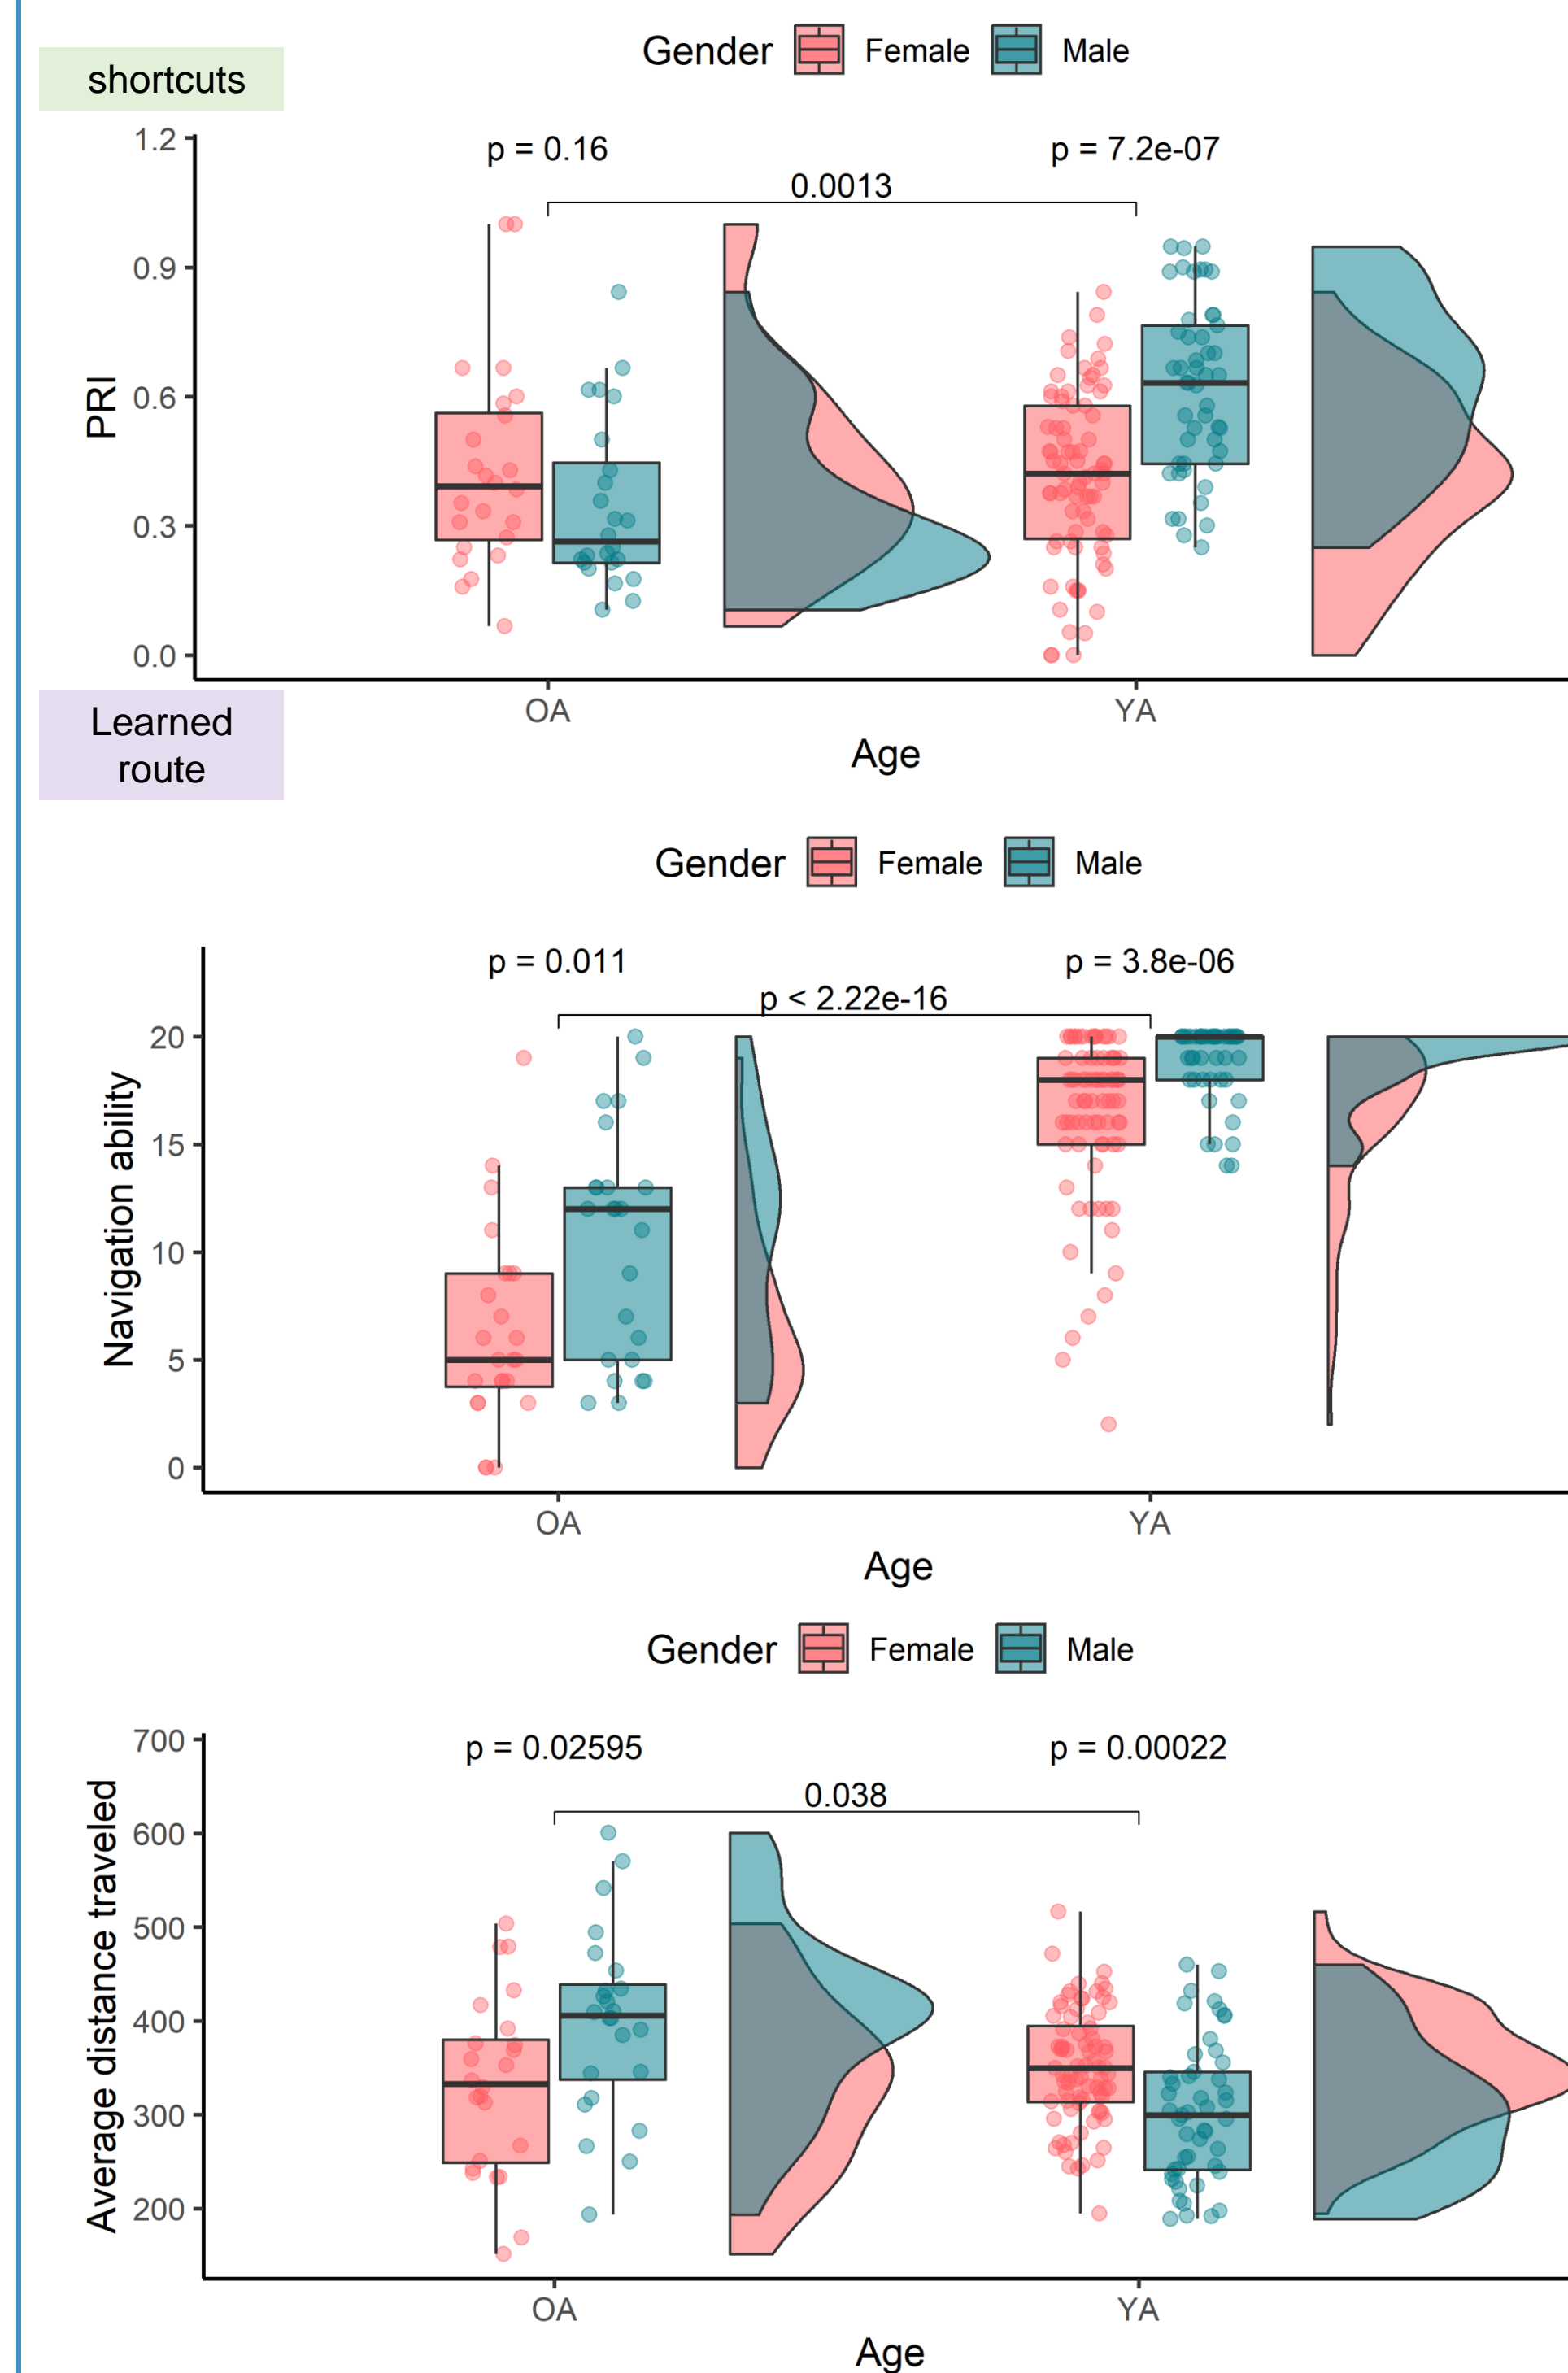 Gender Female Male
shortcuts
p = 0.16 p = 7.2e-07
0.0013
1.2
0.9
0.6
0.3
0.0
PRI
OA YA
Age
Learned
route
Gender Female Male
p = 0.011 p = 3.8e-06
p < 2.22e-16
20
15
10
5
0
Navigation ability
OA YA
Age
Gender Female Male
p = 0.02595 p = 0.00022
0.038
700
600
500
400
300
200
Average distance traveled
OA YA
Age